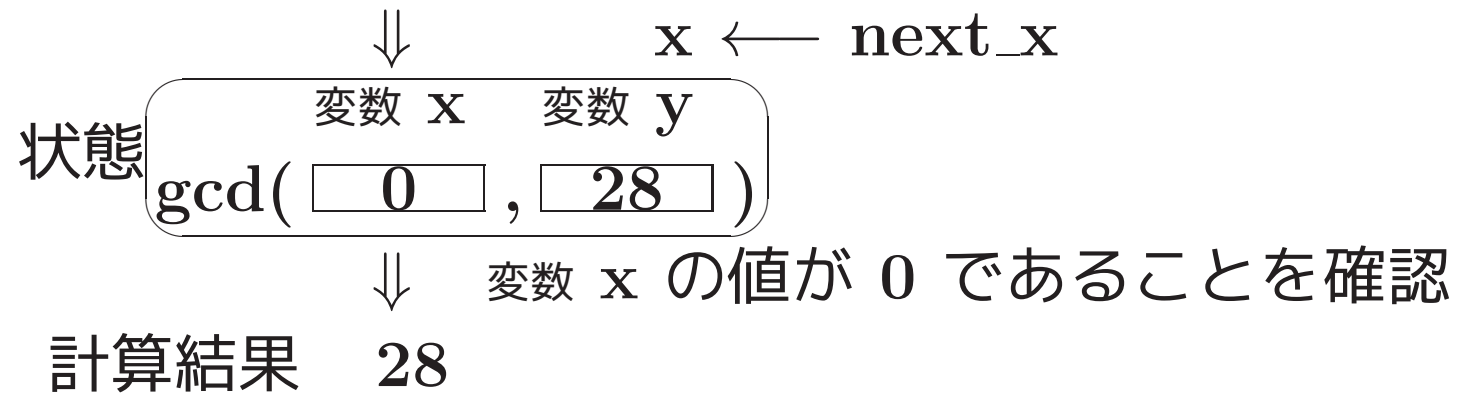 ⇓ x ⟵ next_x
変数 x 変数 y
状態
gcd( 0 , 28 )
⇓ 変数 x の値が 0 であることを確認
計算結果 28